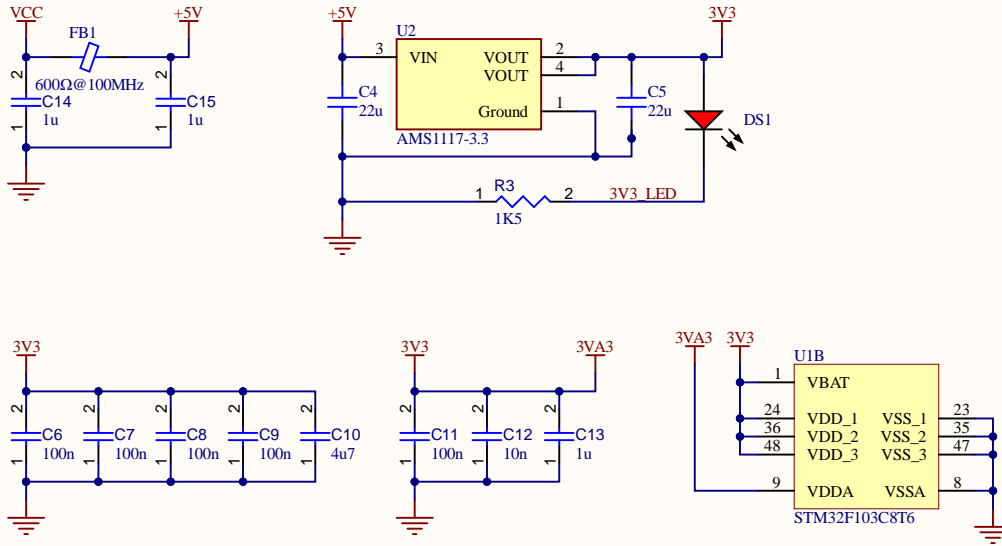 VCC
+5V
FB1
600Ω@100MHz
2
C14
1u
1
2
C15
1u
1
+5V
U2
3V3
3
VIN
VOUT
2
VOUT
4
Ground
1
AMS1117-3.3
C4
22u
C5
22u
DS1
1
R3
2
1K5
3V3_LED
3V3
2
C6
100n
1
2
C7
100n
1
2
C8
100n
1
2
C9
100n
1
2
C10
4u7
1
3V3
3VA3
2
C11
100n
1
2
C12
10n
1
2
C13
1u
1
3VA3
3V3
U1B
1
VBAT
24
VDD_1
VSS_1
23
36
VDD_2
VSS_2
35
48
VDD_3
VSS_3
47
9
VDDA
VSSA
8
STM32F103C8T6